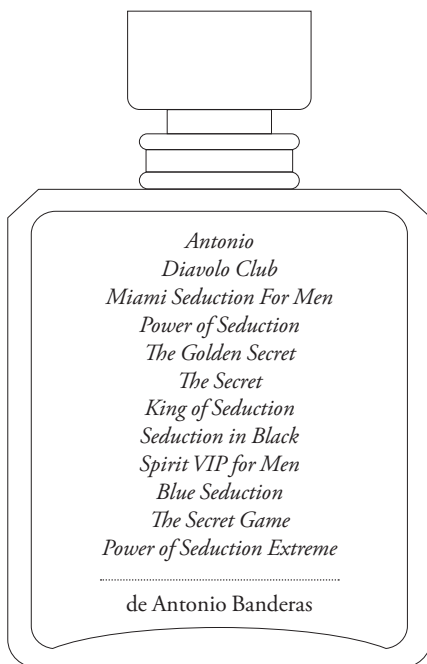 Antonio
Diavolo Club
Miami Seduction For Men
Power of Seduction
The Golden Secret
The Secret
King of Seduction
Seduction in Black
Spirit VIP for Men
Blue Seduction
The Secret Game
Power of Seduction Extreme
de Antonio Banderas